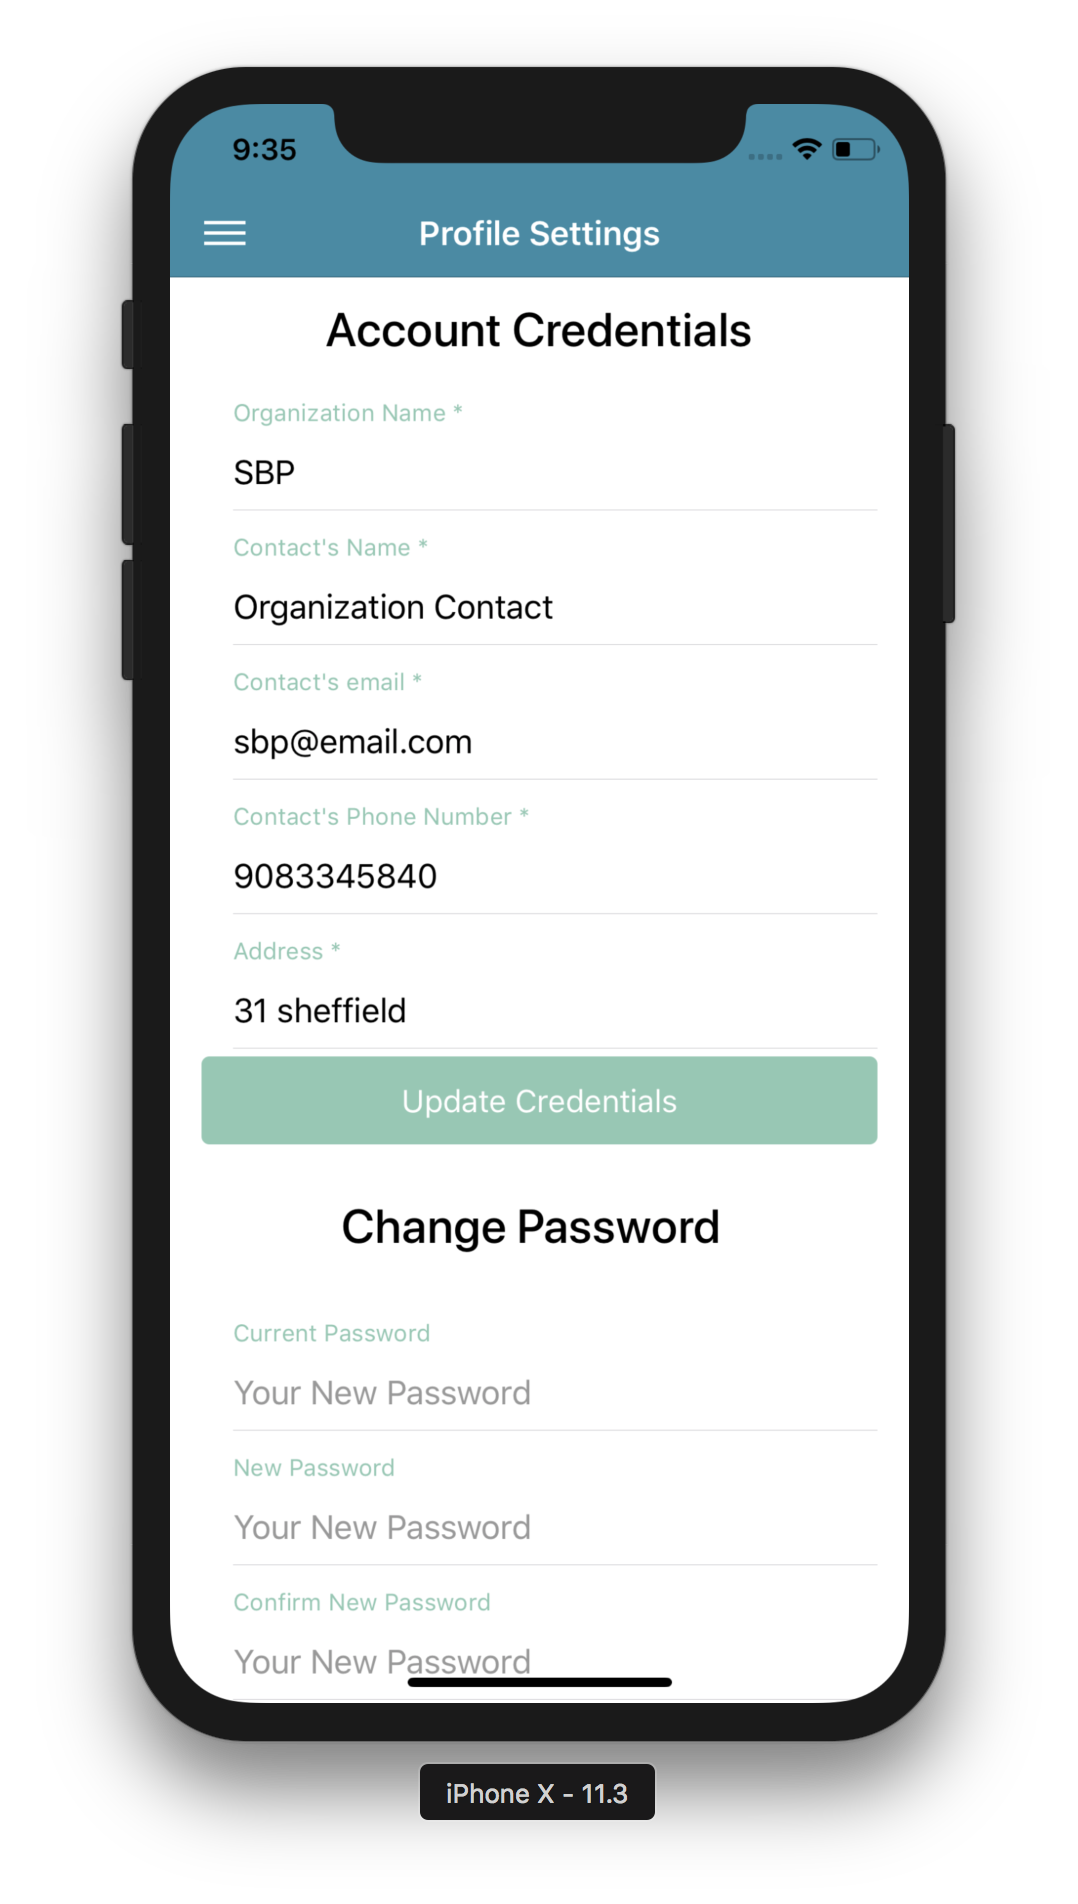 9:35
Profile Settings
Account Credentials
Organization Name *
SBP
Contact's Name *
Organization Contact
Contact's email *
sbp@email.com
Contact's Phone Number *
9083345840
Address *
31 sheffield
Update Credentials
Change Password
Current Password
Your New Password
New Password
Your New Password
Confirm New Password
Your New Password
iPhone X - 11.3